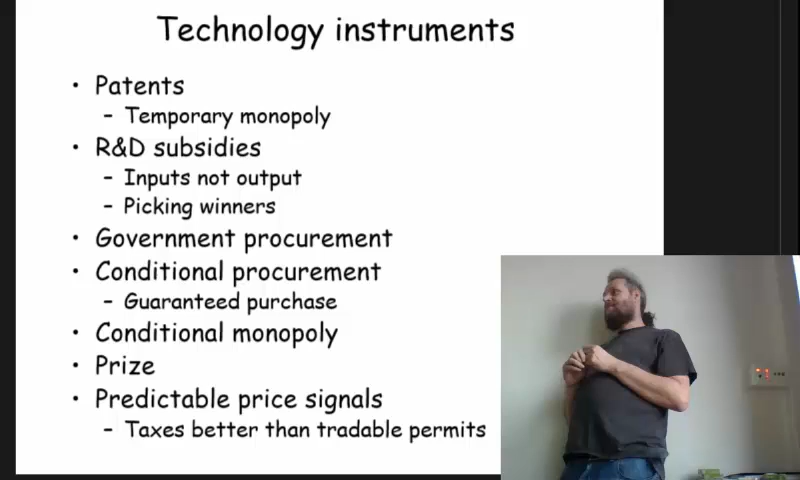 Technology instruments
• Patents
– Temporary monopoly
• R&D subsidies
– Inputs not output
– Picking winners
• Government procurement
• Conditional procurement
– Guaranteed purchase
• Conditional monopoly
• Prize
• Predictable price signals
– Taxes better than tradable permits